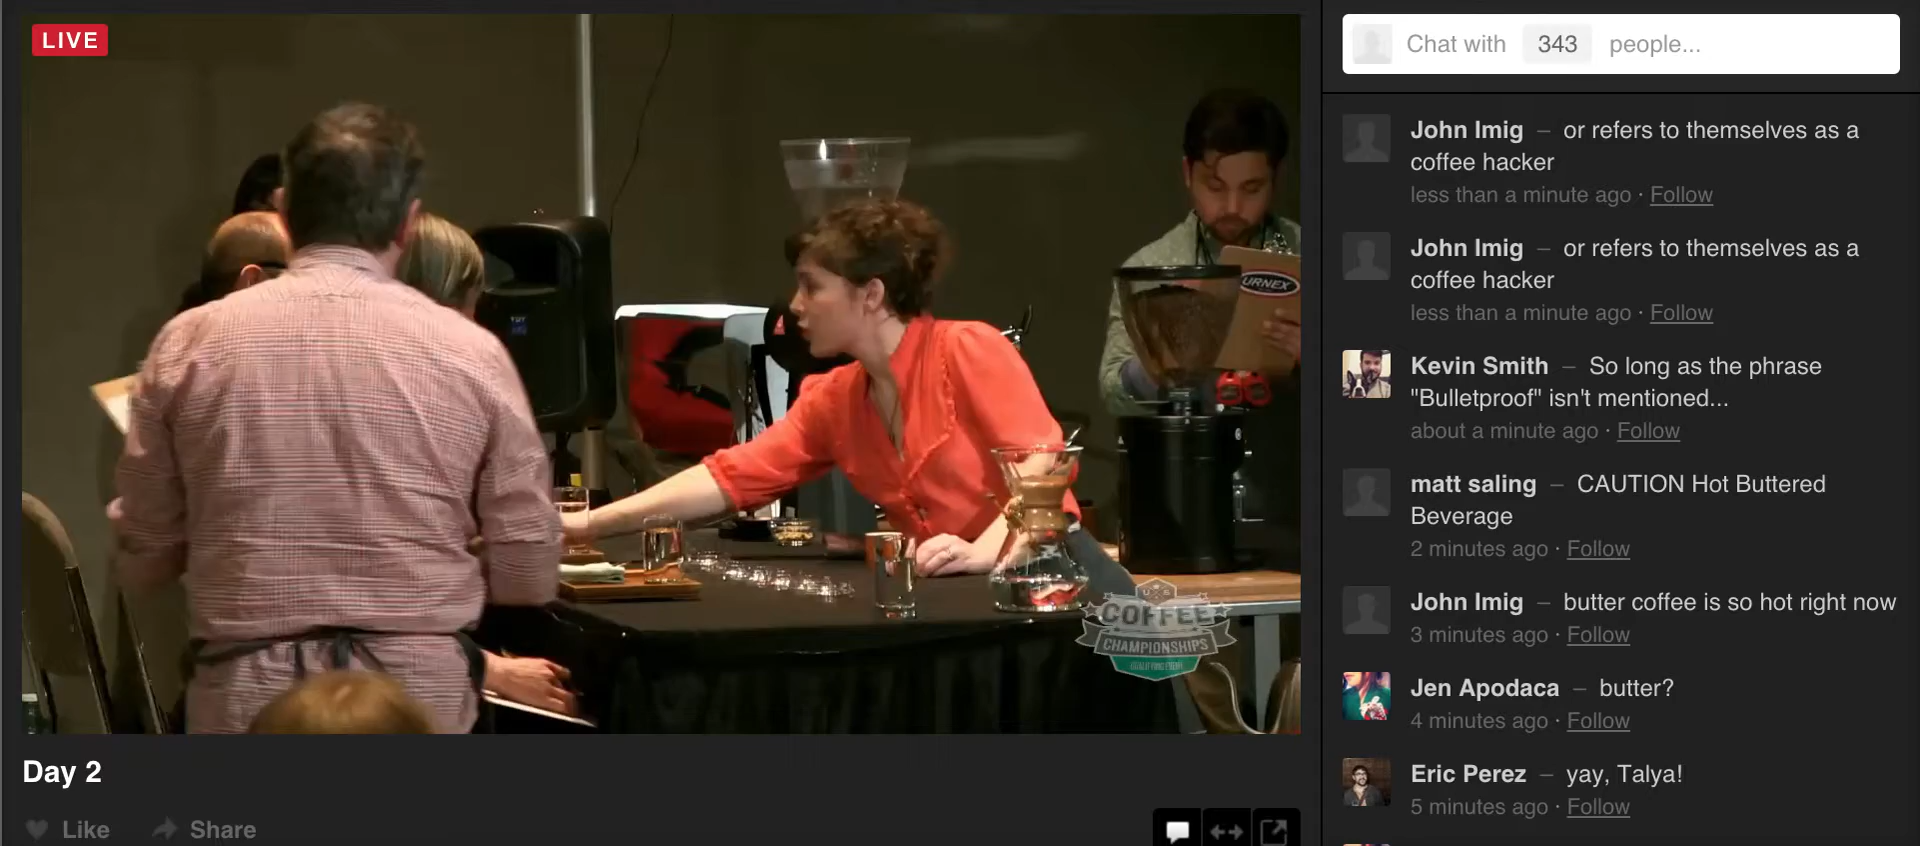 LIVE
URNEX
U S
COFFEE
CHAMPIONSHIPS
QUALIFYING EVENT
Day 2
Like
Share
Chat with 343 people...
John Imig – or refers to themselves as a
coffee hacker
less than a minute ago · Follow
John Imig – or refers to themselves as a
coffee hacker
less than a minute ago · Follow
Kevin Smith – So long as the phrase
"Bulletproof" isn't mentioned...
about a minute ago · Follow
matt saling – CAUTION Hot Buttered
Beverage
2 minutes ago · Follow
John Imig – butter coffee is so hot right now
3 minutes ago · Follow
Jen Apodaca – butter?
4 minutes ago · Follow
Eric Perez – yay, Talya!
5 minutes ago · Follow